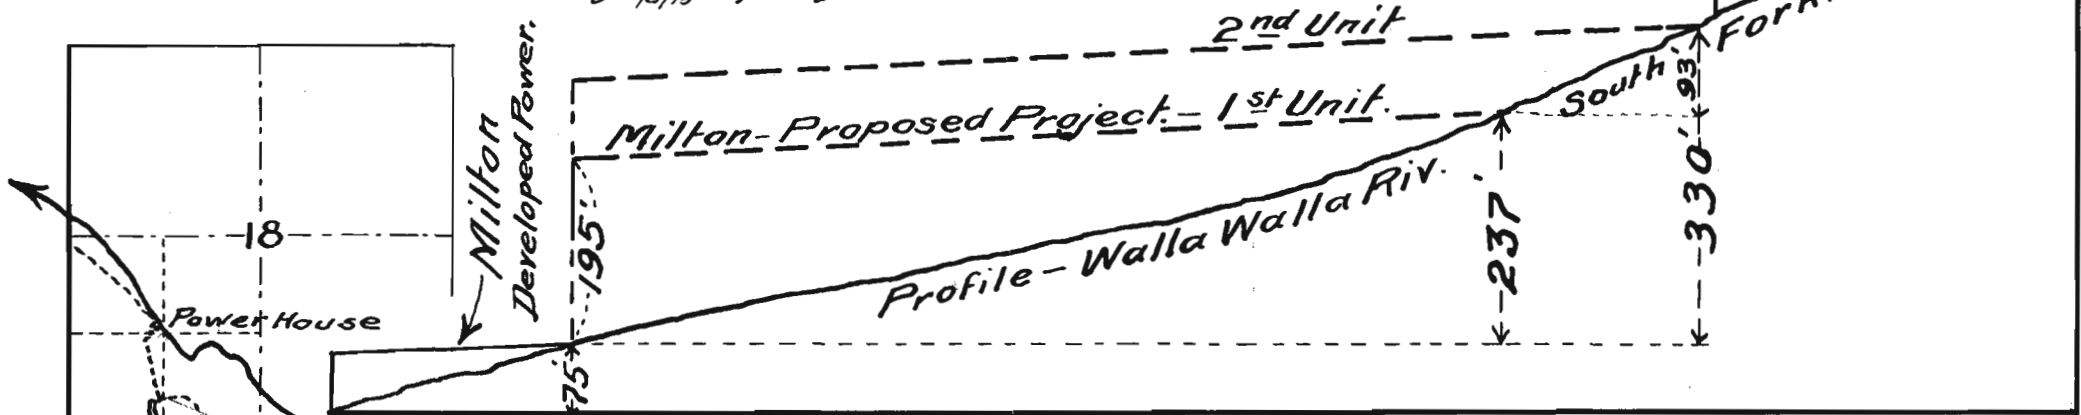 2nd Unit
Milton-Proposed Project.-1st Unit.
Milton
Developed Power.
South Fork
93'
330'
237'
195'
Profile-Walla Walla Riv.
18
Power House
75'